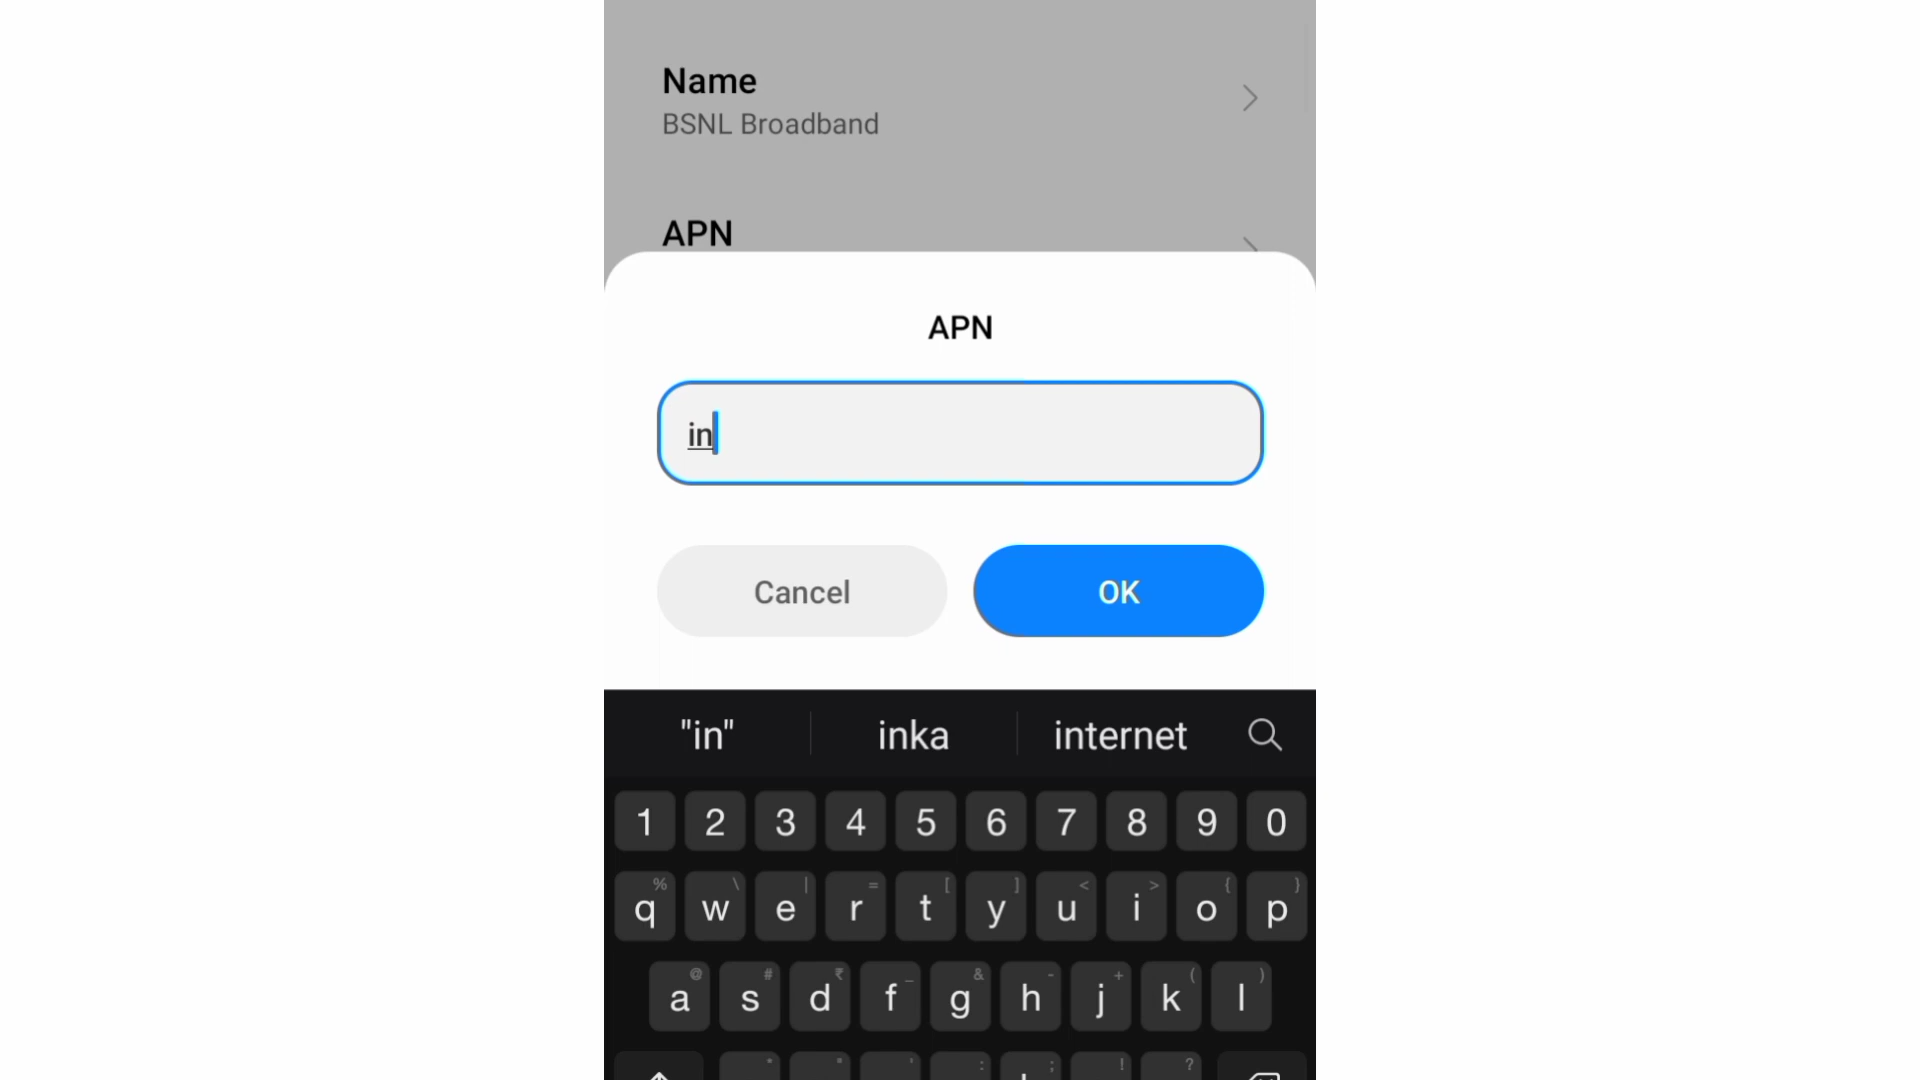 Name
BSNL Broadband
APN
APN
in
Cancel OK
"in" inka internet
1 2 3 4 5 6 7 8 9 0
% \ | = [ ] < > { }
q w e r t y u i o p
@ # ₹ _ & - + ( )
a s d f g h j k l
: ; ! ?